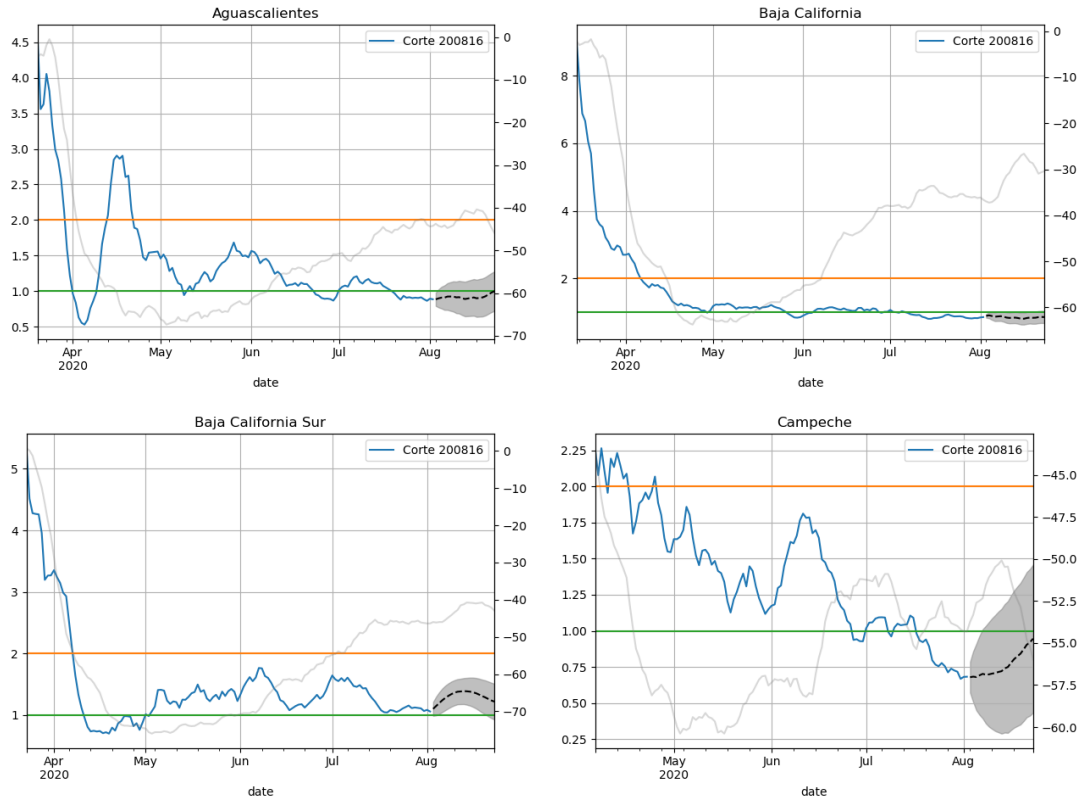 Aguascalientes
Corte 200816
4.5
4.0
3.5
3.0
2.5
2.0
1.5
1.0
0.5
0
−10
−20
−30
−40
−50
−60
−70
Apr
2020
May
Jun
Jul
Aug
date
Baja California
Corte 200816
8
6
4
2
0
−10
−20
−30
−40
−50
−60
Apr
2020
May
Jun
Jul
Aug
date
Baja California Sur
Corte 200816
5
4
3
2
1
0
−10
−20
−30
−40
−50
−60
−70
Apr
2020
May
Jun
Jul
Aug
date
Campeche
Corte 200816
2.25
2.00
1.75
1.50
1.25
1.00
0.75
0.50
0.25
−45.0
−47.5
−50.0
−52.5
−55.0
−57.5
−60.0
May
2020
Jun
Jul
Aug
date